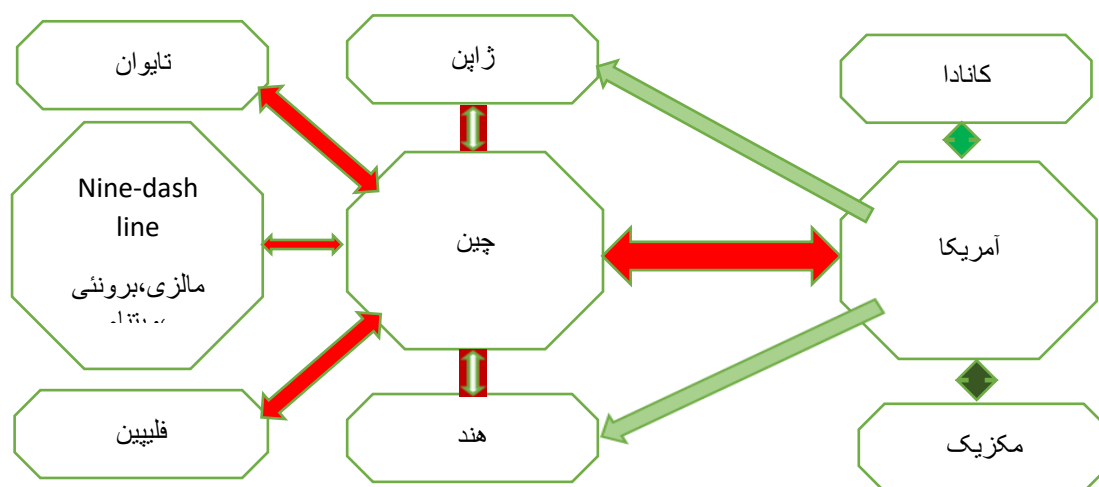 تایوان
ژاپن
کانادا
Nine-dash
line
مالزی،برونئی
چین
آمریکا
فلیپین
هند
مکزیک